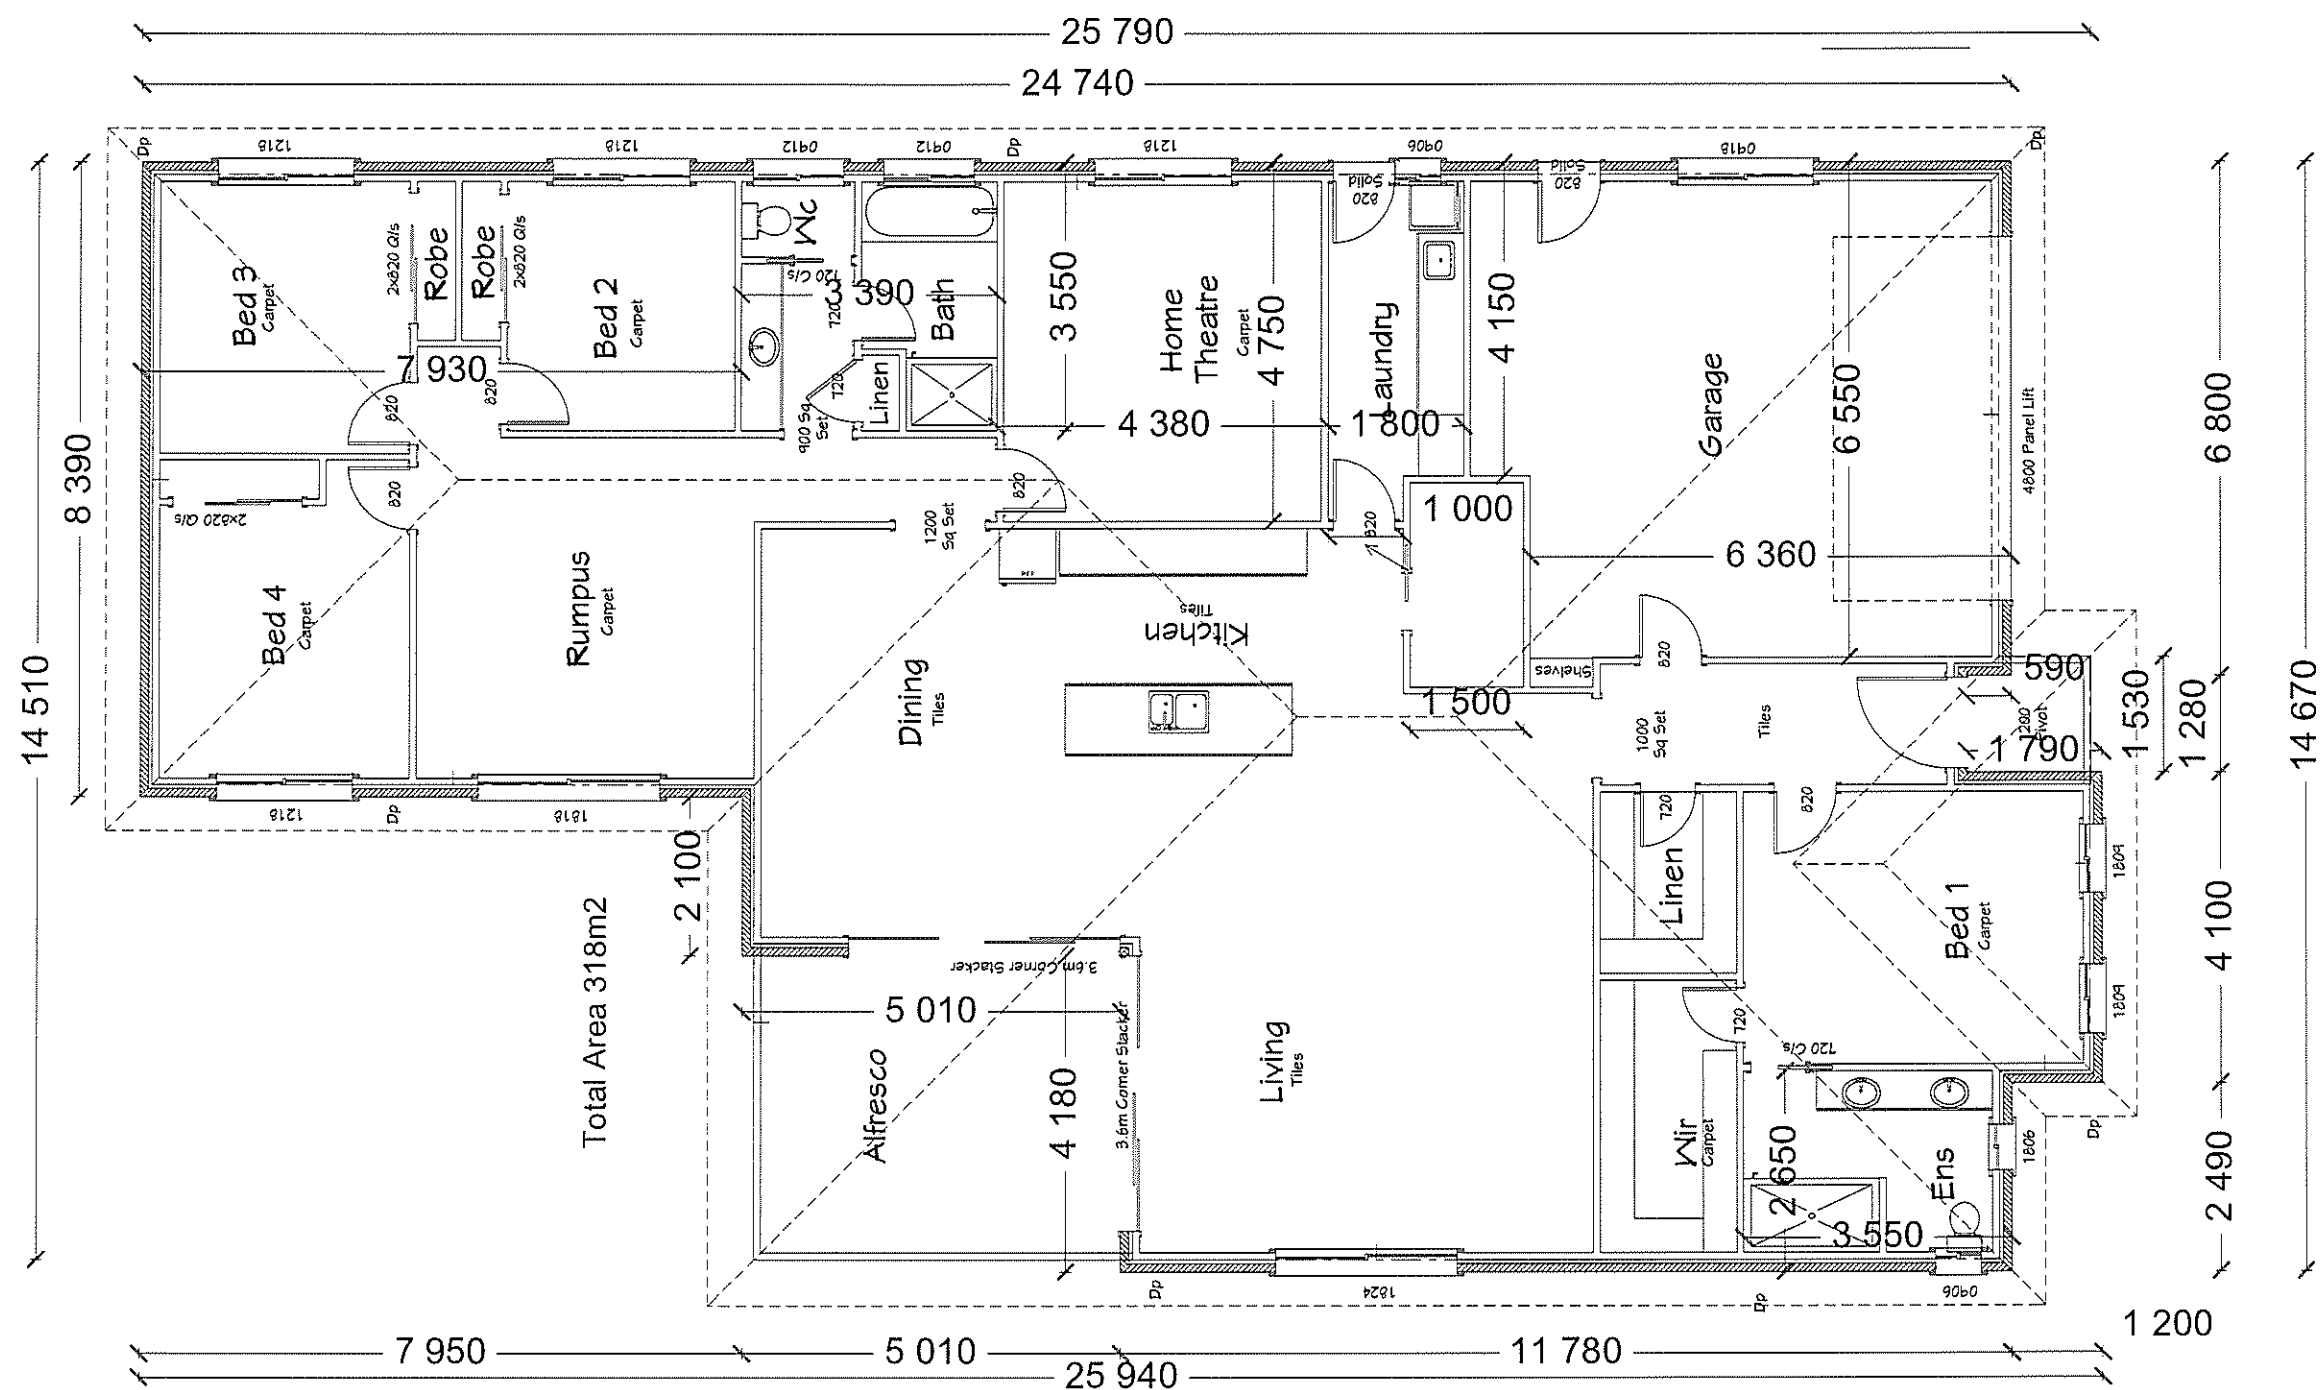 25 790
24 740
Dp
1218
1218
0912
0912
Dp
1218
0906
Solid
820
0918
Dp
Solid
820
Bed 3
Carpet
2x820 Q/s
Robe
Robe
2x820 Q/s
Bed 2
Carpet
Wc
720 C/s
3 390
720
Bath
3 550
Home
Theatre
Carpet
4 750
Laundry
4 150
Garage
6 550
4800 Panel Lift
6 800
7 930
820
820
720
Linen
900 Sq
Set
4 380
1 800
8 390
820
2x820 Q/s
820
1200
Sq Set
820
1 000
6 360
14 510
Bed 4
Carpet
Rumpus
Carpet
Dining
Tiles
Kitchen
Tiles
Shelves
820
1 500
1000
Sq Set
Tiles
590
1200
Pivot
1 790
1 530
1 280
14 670
1218
Dp
1818
2 100
720
820
Linen
Bed 1
Carpet
1809
1809
4 100
Total Area 318m2
3.6m Corner Stacker
5 010
Alfresco
4 180
3.6m Corner Stacker
Living
Tiles
720
720 C/s
Wir
Carpet
2 650
Ens
3 550
1806
Dp
2 490
Dp
1824
Dp
0906
1 200
7 950
5 010
11 780
25 940